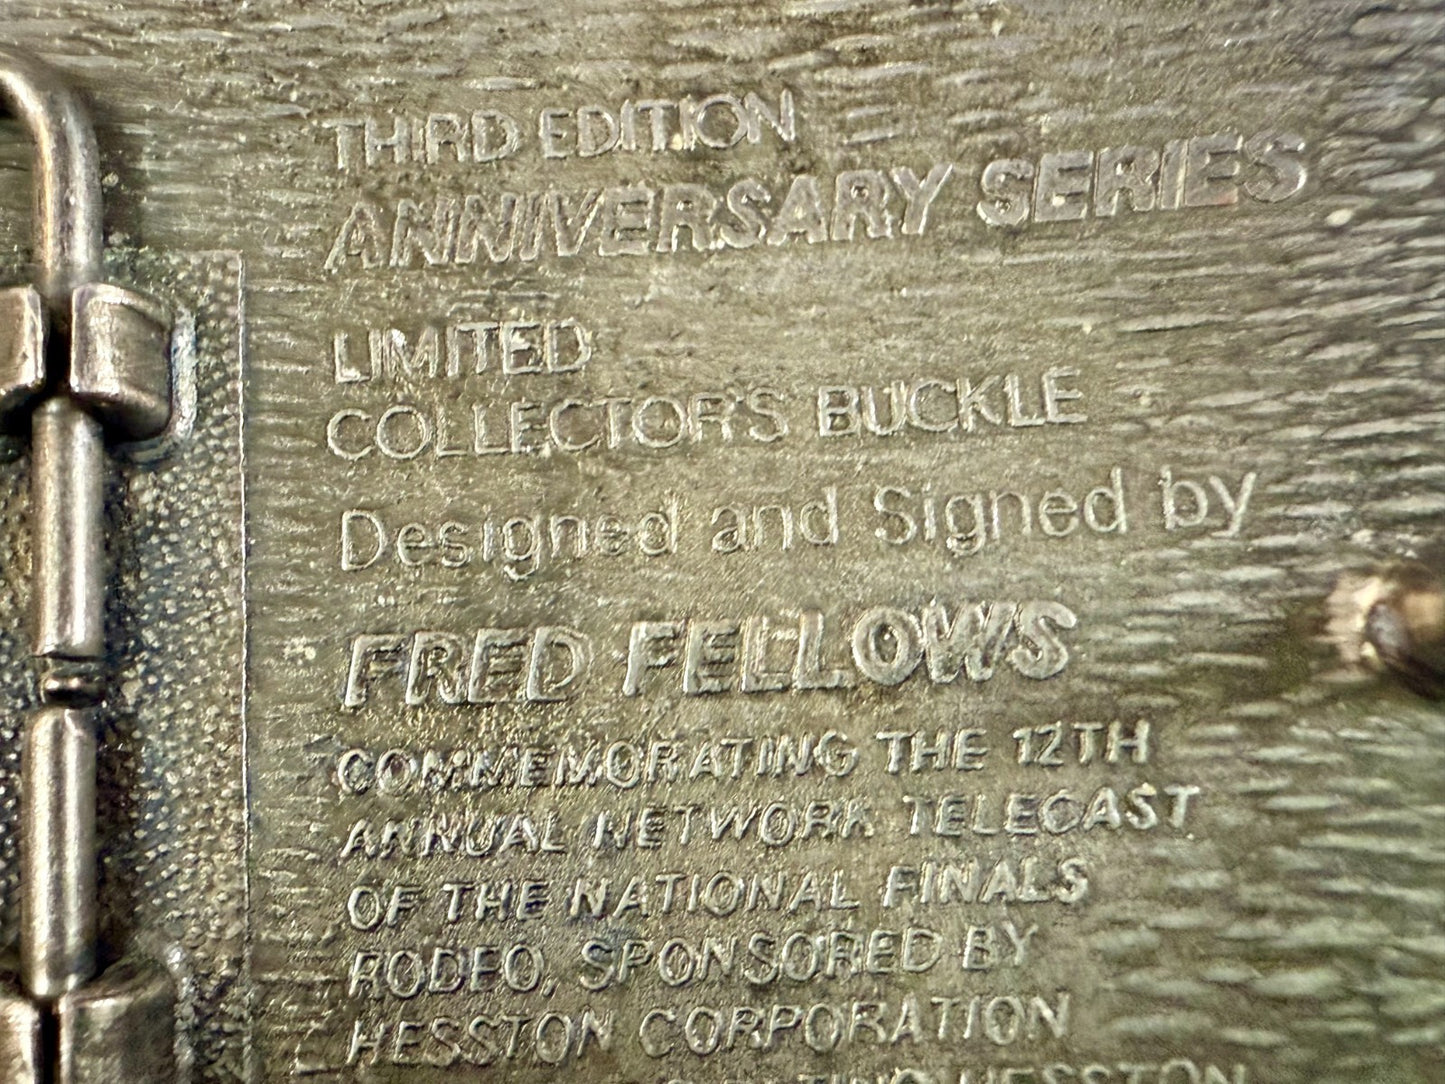 THIRD EDITION
ANNIVERSARY SERIES
LIMITED
COLLECTOR'S BUCKLE
Designed and Signed by
FRED FELLOWS
COMMEMORATING THE 12TH
ANNUAL NETWORK TELECAST
OF THE NATIONAL FINALS
RODEO, SPONSORED BY
HESSTON CORPORATION
HESSTON